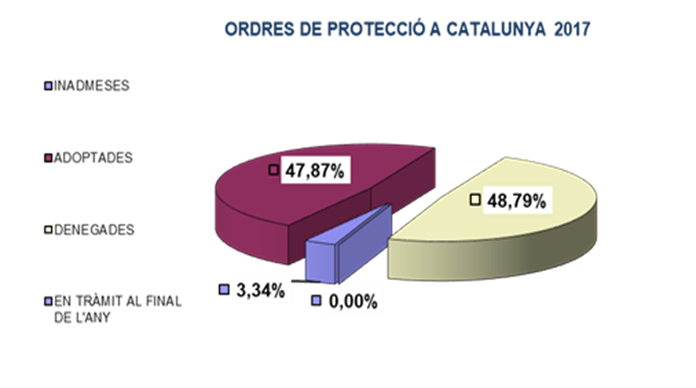 ORDRES DE PROTECCIÓ A CATALUNYA 2017
INADMESES
ADOPTADES
DENEGADES
EN TRÀMIT AL FINAL
DE L'ANY
47,87%
48,79%
3,34%
0,00%